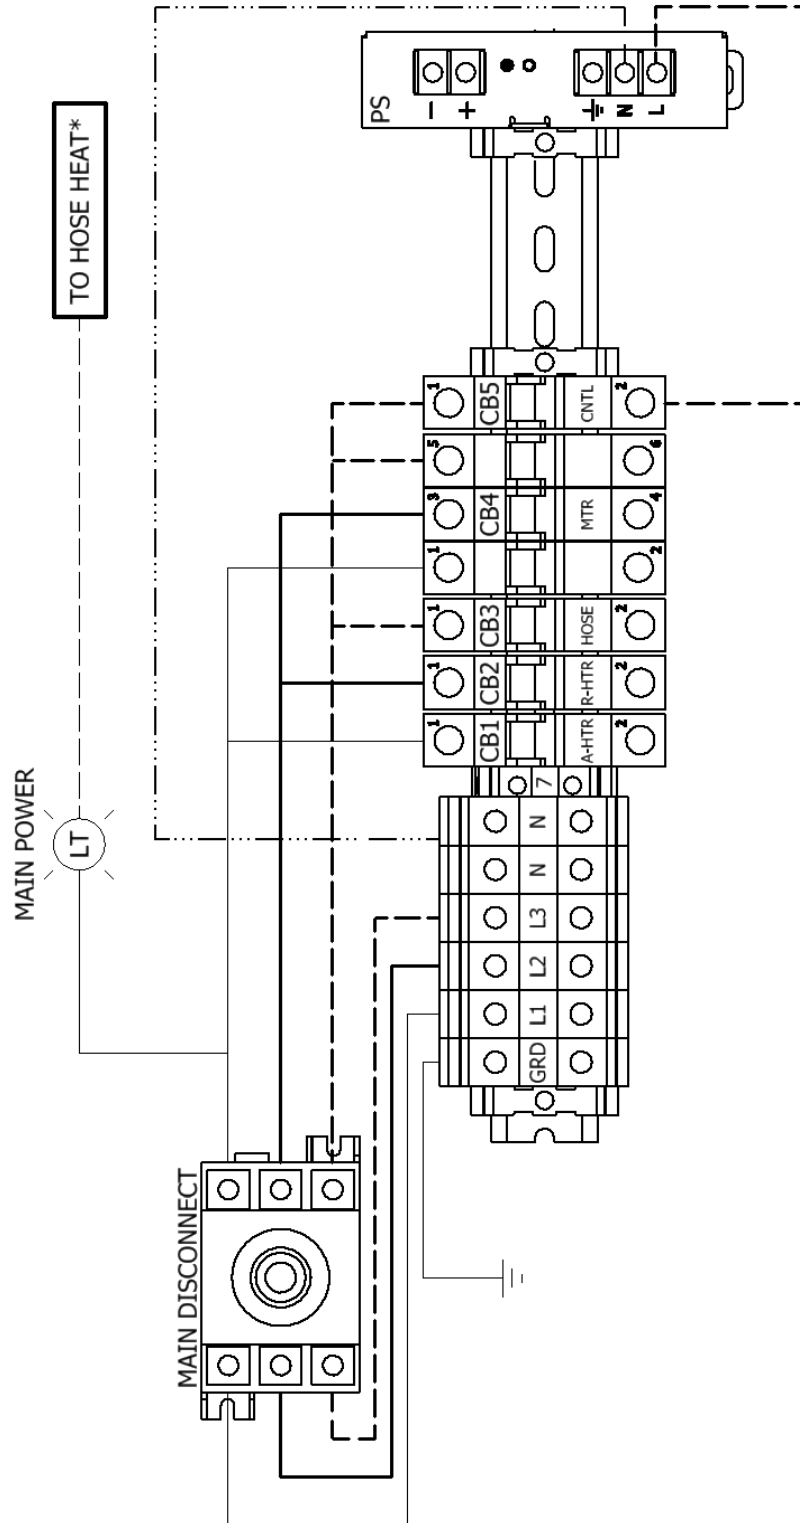 PS
−
+
N
L
TO HOSE HEAT*
1
CB5
CNTL
2
5
6
3
CB4
MTR
4
1
2
1
CB3
HOSE
2
1
CB2
R-HTR
2
1
CB1
A-HTR
2
7
N
N
L3
L2
L1
GRD
MAIN POWER
LT
MAIN DISCONNECT